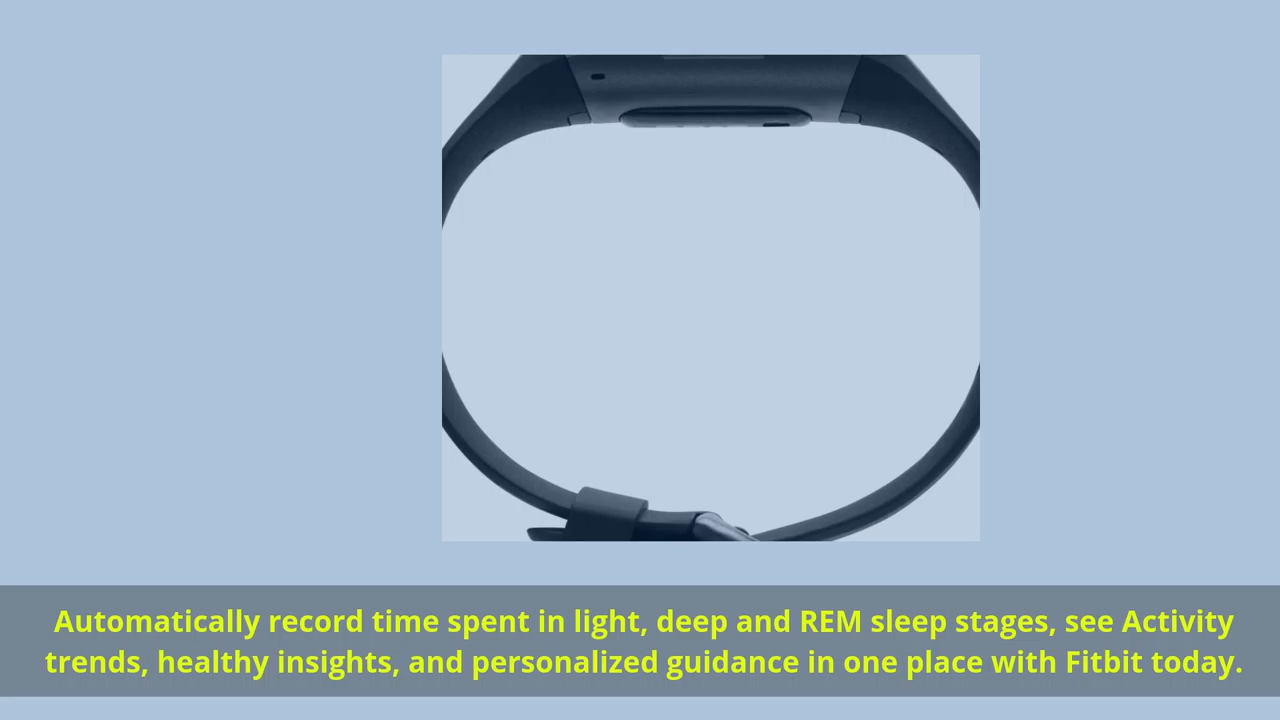 Automatically record time spent in light, deep and REM sleep stages, see Activity
trends, healthy insights, and personalized guidance in one place with Fitbit today.